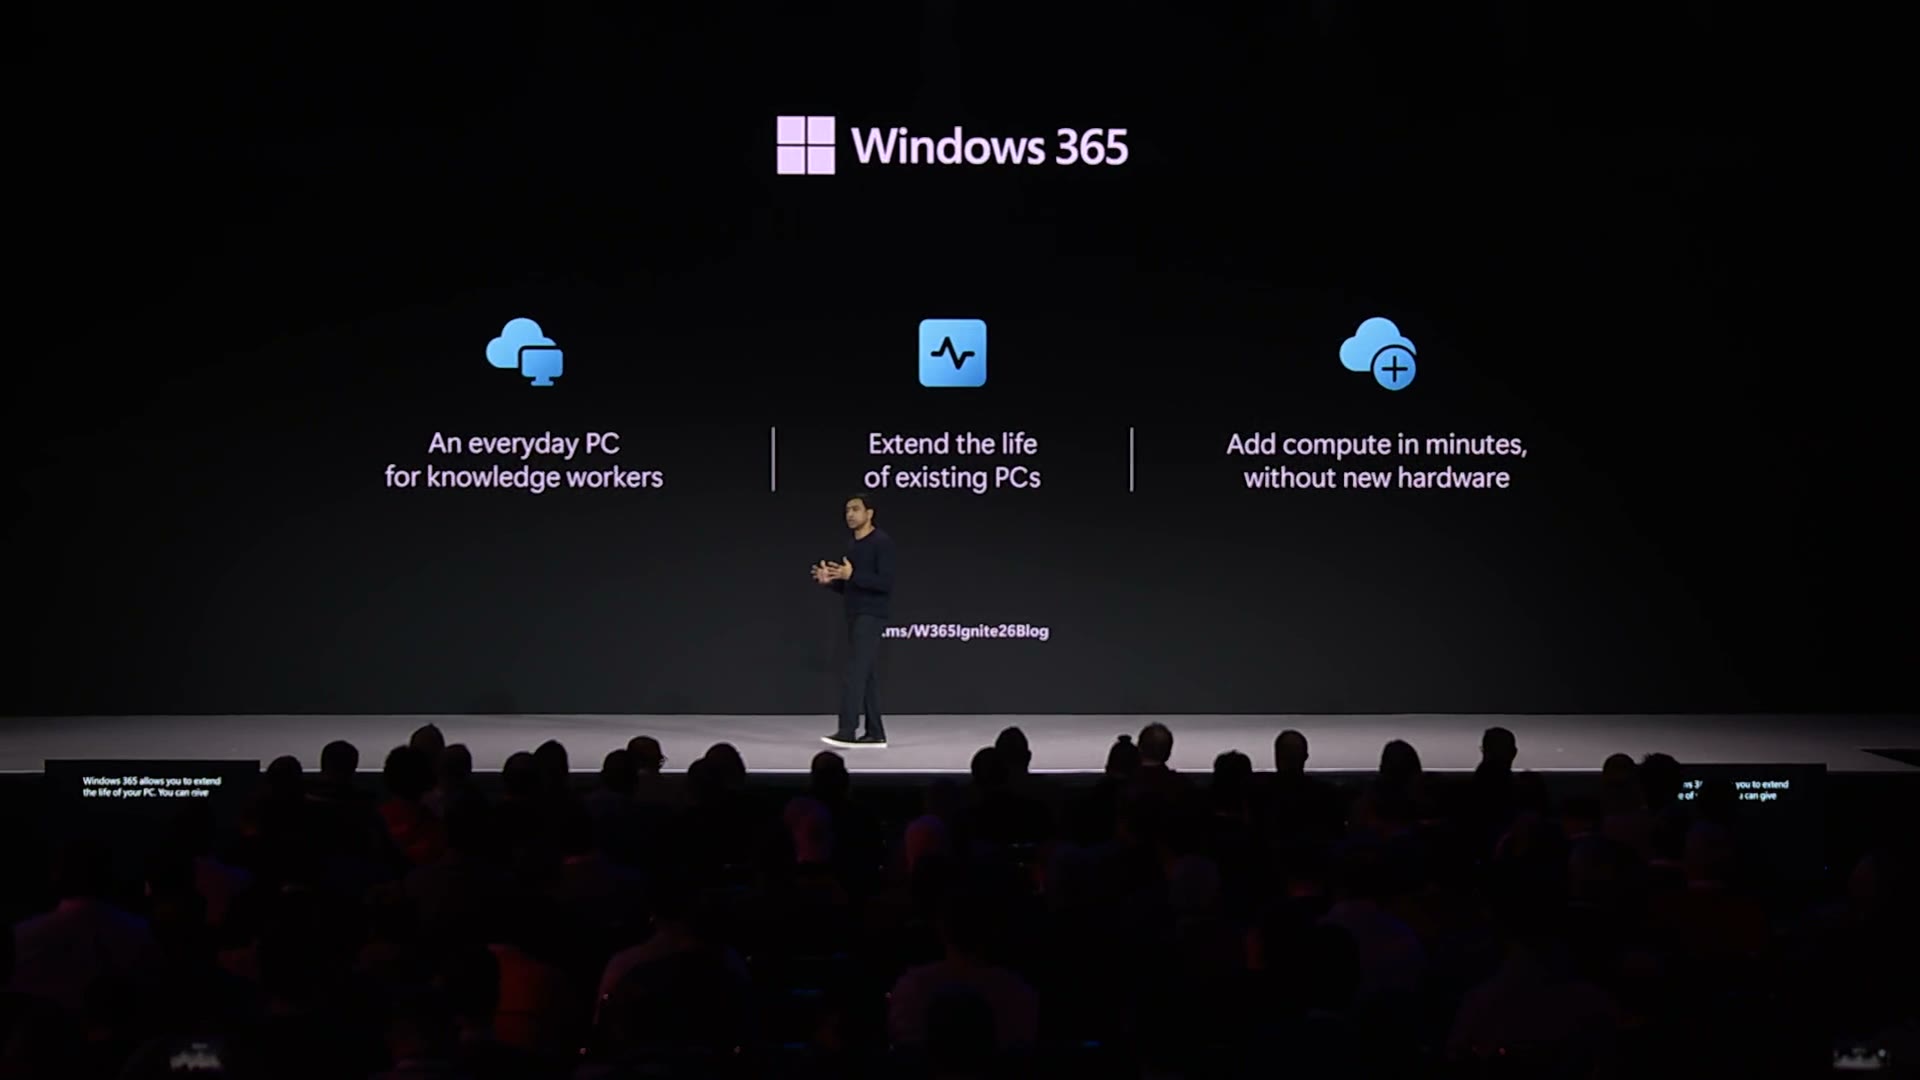 Windows 365
An everyday PC
for knowledge workers
Extend the life
of existing PCs
Add compute in minutes,
without new hardware
.ms/W365Ignite26Blog
Windows 365 allows you to extend
the life of your PC. You can give
you to extend
can give